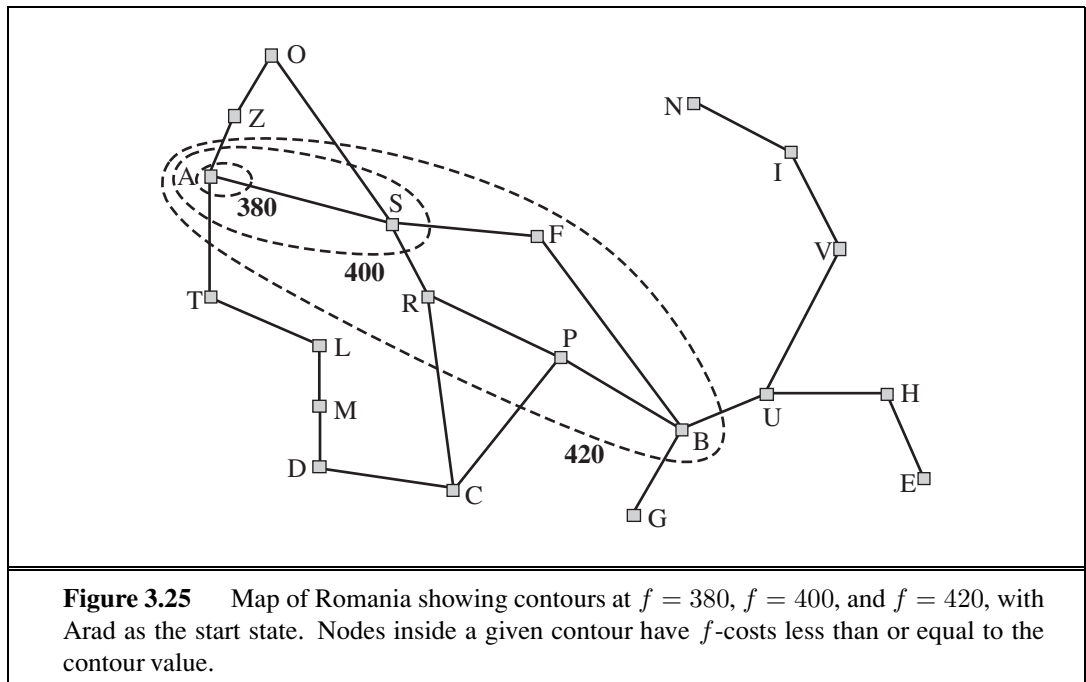 O
N
Z
I
A
S
380
F
V
400
T
R
P
L
H
M
U
B
420
D
C
E
G
Figure 3.25 Map of Romania showing contours at f = 380, f = 400, and f = 420, with
Arad as the start state. Nodes inside a given contour have f-costs less than or equal to the
contour value.